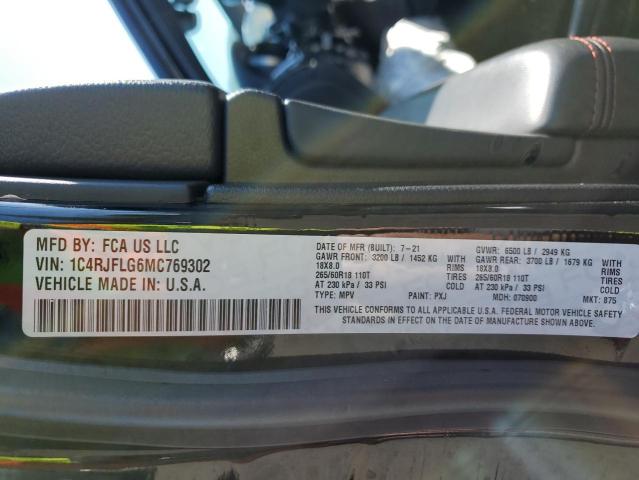 MFD BY: FCA US LLC
VIN: 1C4RJFLG6MC769302
VEHICLE MADE IN: U.S.A.
DATE OF MFR (BUILT): 7-21 GVWR: 6500 LB / 2949 KG
GAWR FRONT: 3200 LB / 1452 KG GAWR REAR: 3700 LB / 1679 KG
18X8.0 RIMS 18X8.0 RIMS
265/60R18 110T TIRES 265/60R18 110T TIRES
AT 230 kPa / 33 PSI COLD AT 230 kPa / 33 PSI COLD
TYPE: MPV PAINT: PXJ MDH: 070900 MKT: 875
THIS VEHICLE CONFORMS TO ALL APPLICABLE U.S.A. FEDERAL MOTOR VEHICLE SAFETY
STANDARDS IN EFFECT ON THE DATE OF MANUFACTURE SHOWN ABOVE.